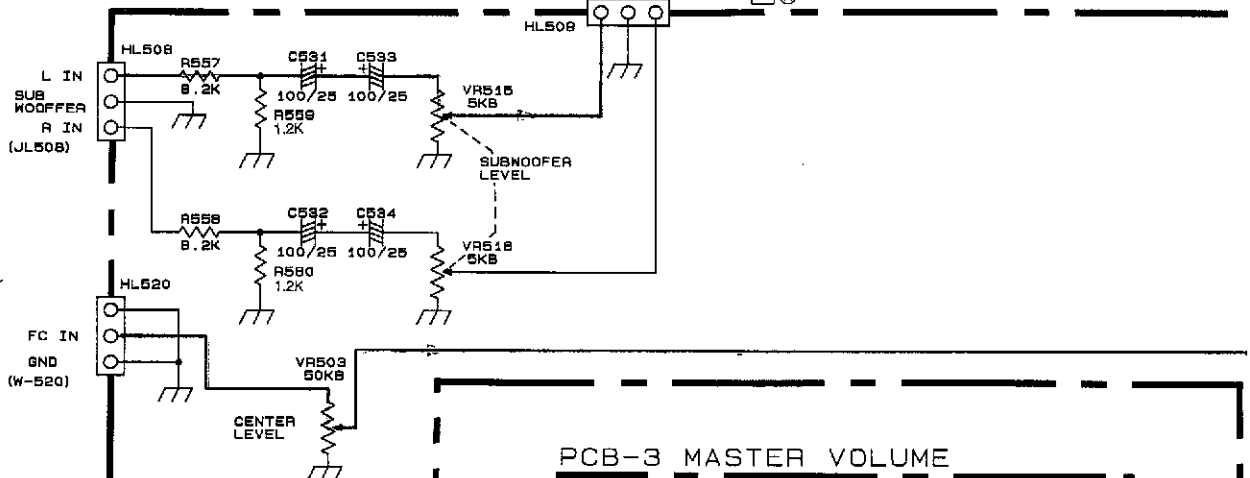 HL509
HL508
L IN
SUB
WOOFFER
R IN
(JL508)
R557
8.2K
C531
+
100/25
C533
+
100/25
R559
1.2K
VR515
5KB
SUBWOOFER
LEVEL
R558
8.2K
C532
+
100/25
C534
+
100/25
R560
1.2K
VR516
5KB
HL520
FC IN
GND
(W-520)
VR503
50KB
CENTER
LEVEL
PCB-3 MASTER VOLUME